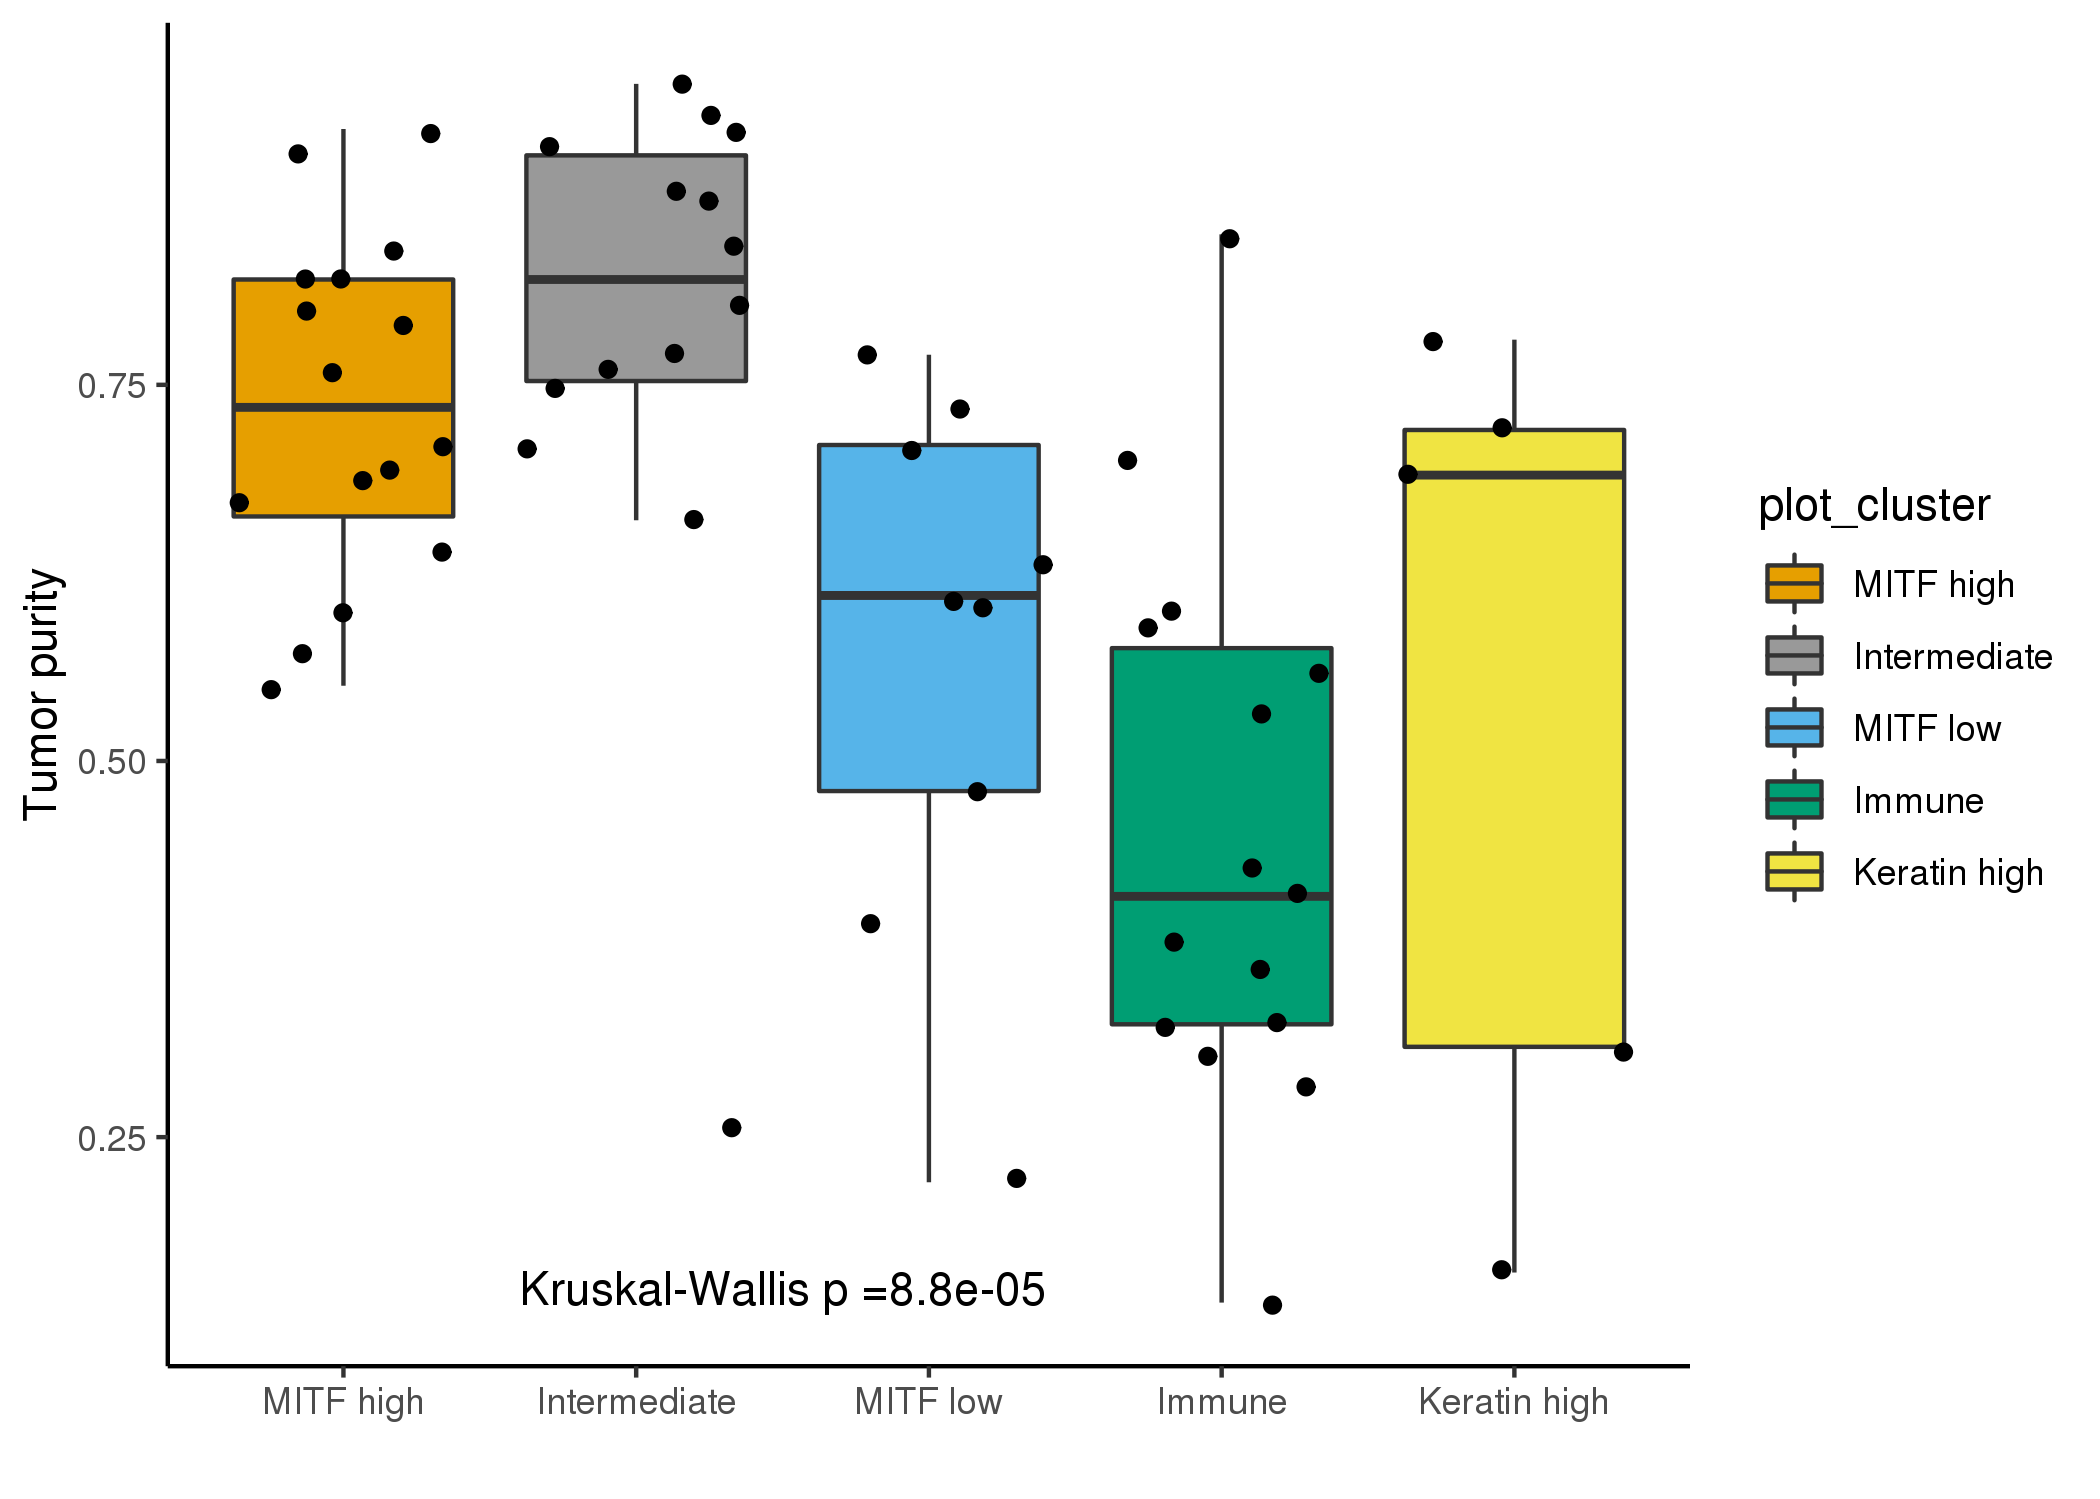 Tumor purity
0.75
0.50
0.25
Kruskal-Wallis p =8.8e-05
MITF high
Intermediate
MITF low
Immune
Keratin high
plot_cluster
MITF high
Intermediate
MITF low
Immune
Keratin high